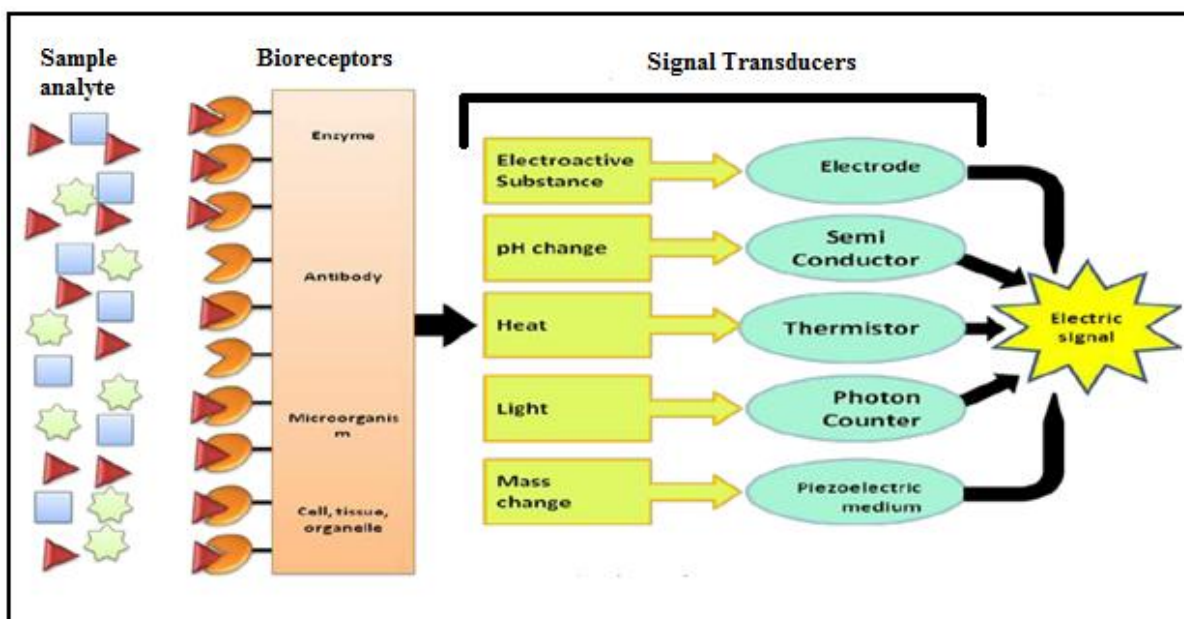 Sample
analyte
Bioreceptors
Signal Transducers
Enzyme
Antibody
Microorganis
m
Cell, tissue,
organelle
Electroactive
Substance
Electrode
pH change
Semi
Conductor
Heat
Thermistor
Light
Photon
Counter
Mass
change
Piezoelectric
medium
Electric
signal